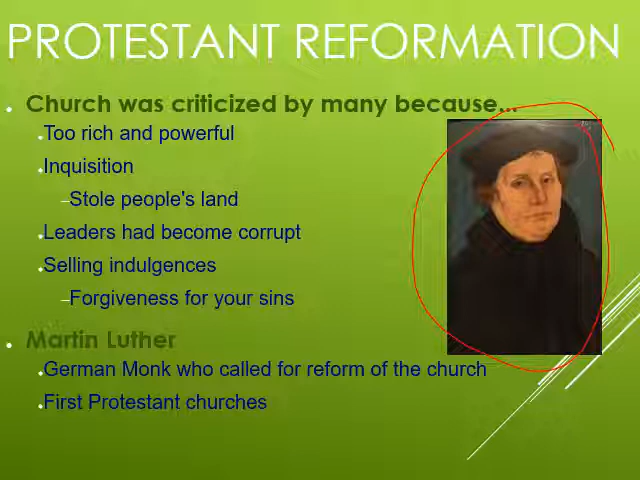 PROTESTANT REFORMATION
Church was criticized by many because...
Too rich and powerful
Inquisition
–Stole people's land
Leaders had become corrupt
Selling indulgences
–Forgiveness for your sins
Martin Luther
German Monk who called for reform of the church
First Protestant churches